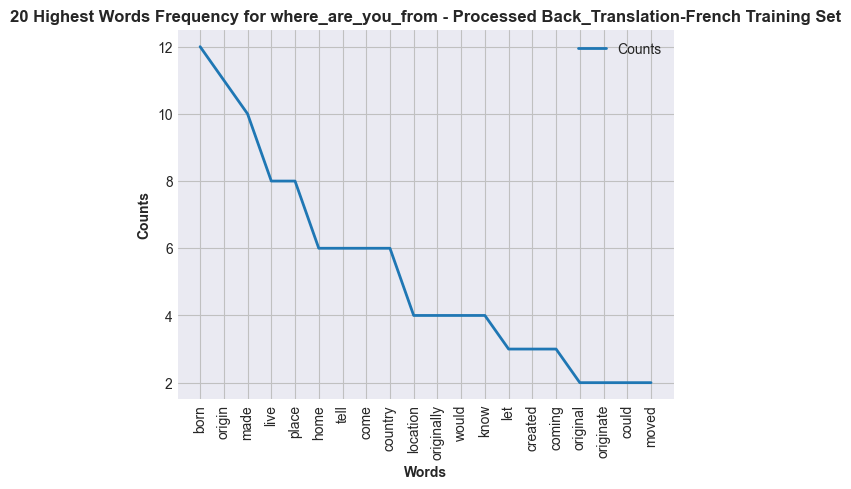 20 Highest Words Frequency for where_are_you_from - Processed Back_Translation-French Training Set
Counts
12
10
8
6
4
2
Counts
born
origin
made
live
place
home
tell
come
country
location
originally
would
know
let
created
coming
original
originate
could
moved
Words